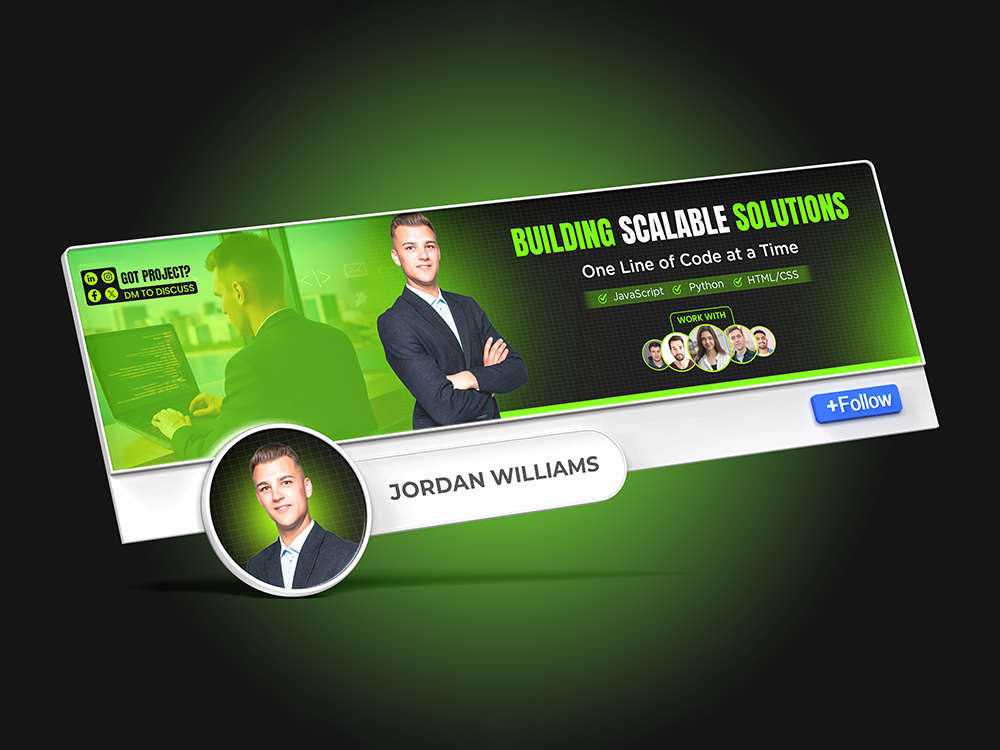 GOT PROJECT?
DM TO DISCUSS
BUILDING SCALABLE SOLUTIONS
One Line of Code at a Time
JavaScript Python HTML/CSS
WORK WITH
+Follow
JORDAN WILLIAMS